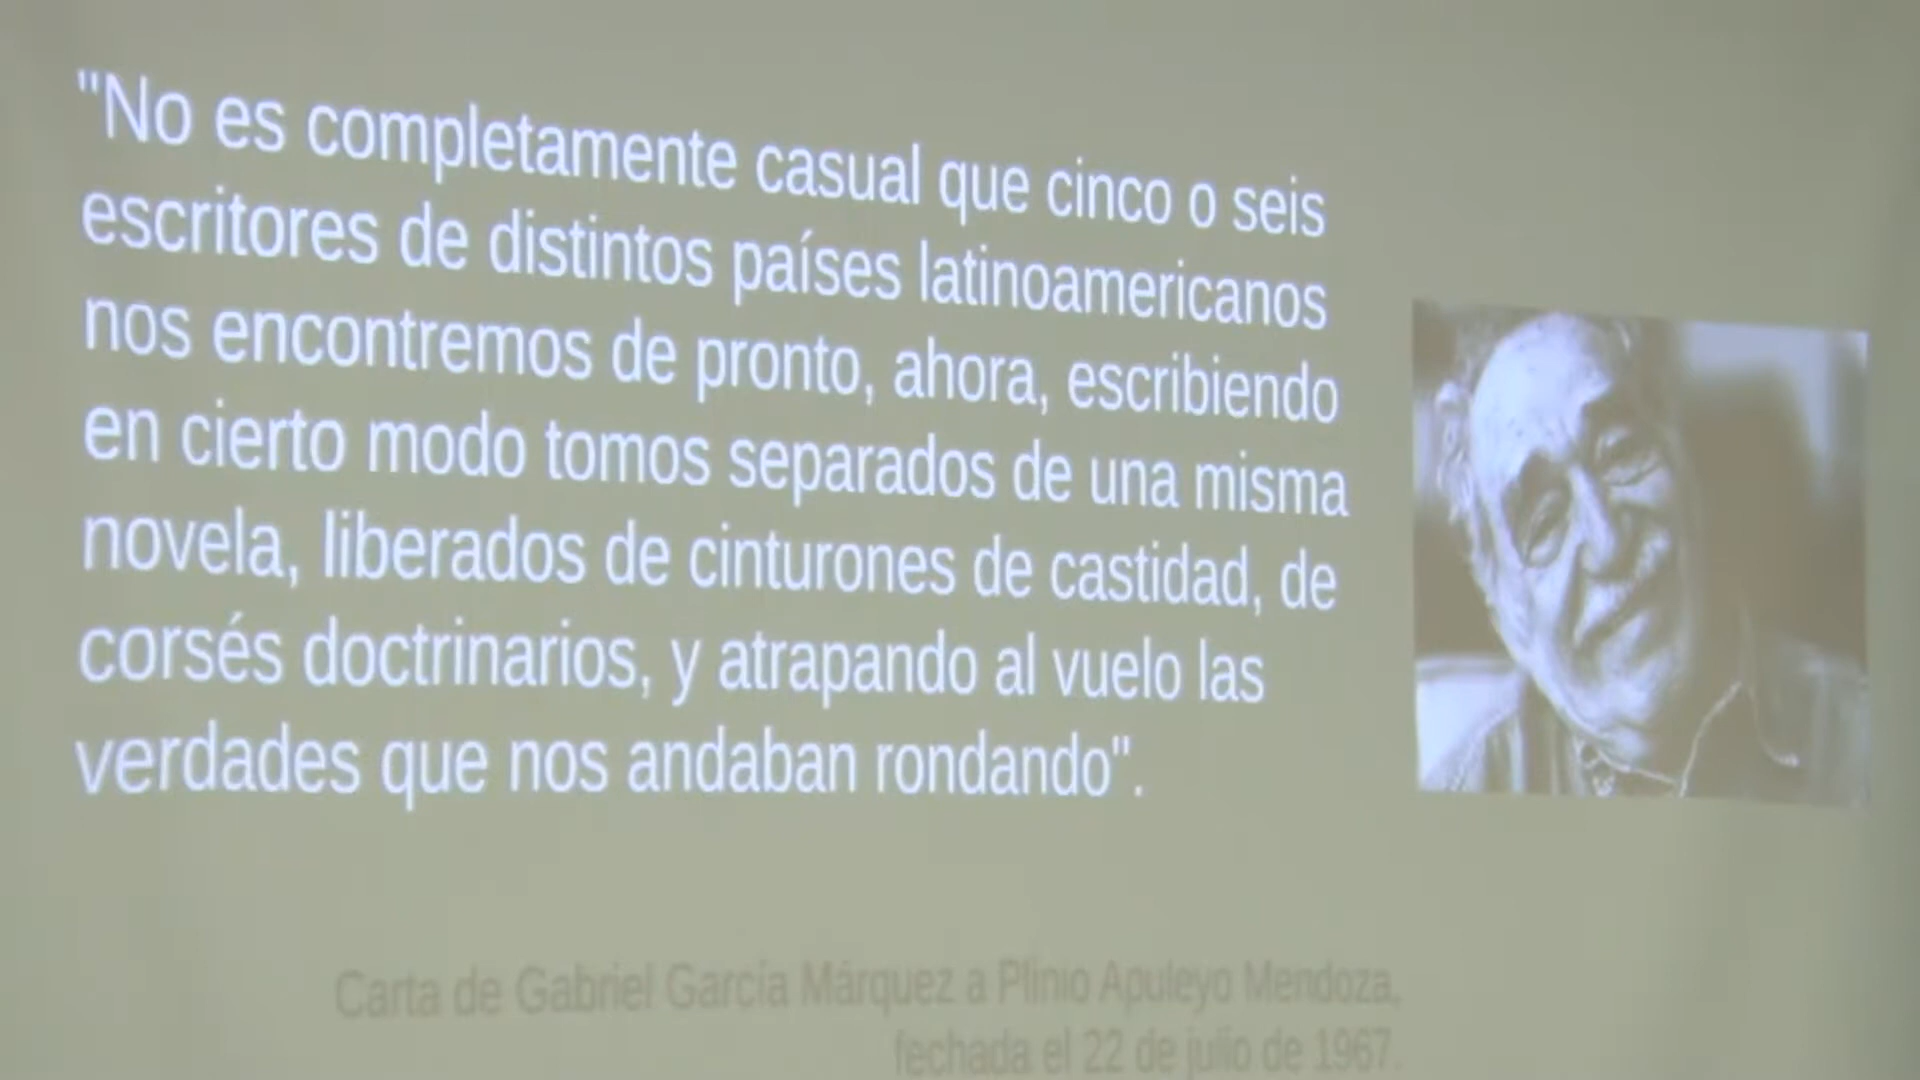 "No es completamente casual que cinco o seis
escritores de distintos países latinoamericanos
nos encontremos de pronto, ahora, escribiendo
en cierto modo tomos separados de una misma
novela, liberados de cinturones de castidad, de
corsés doctrinarios, y atrapando al vuelo las
verdades que nos andaban rondando".
Carta de Gabriel García Márquez a Plinio Apuleyo Mendoza,
fechada el 22 de julio de 1967.